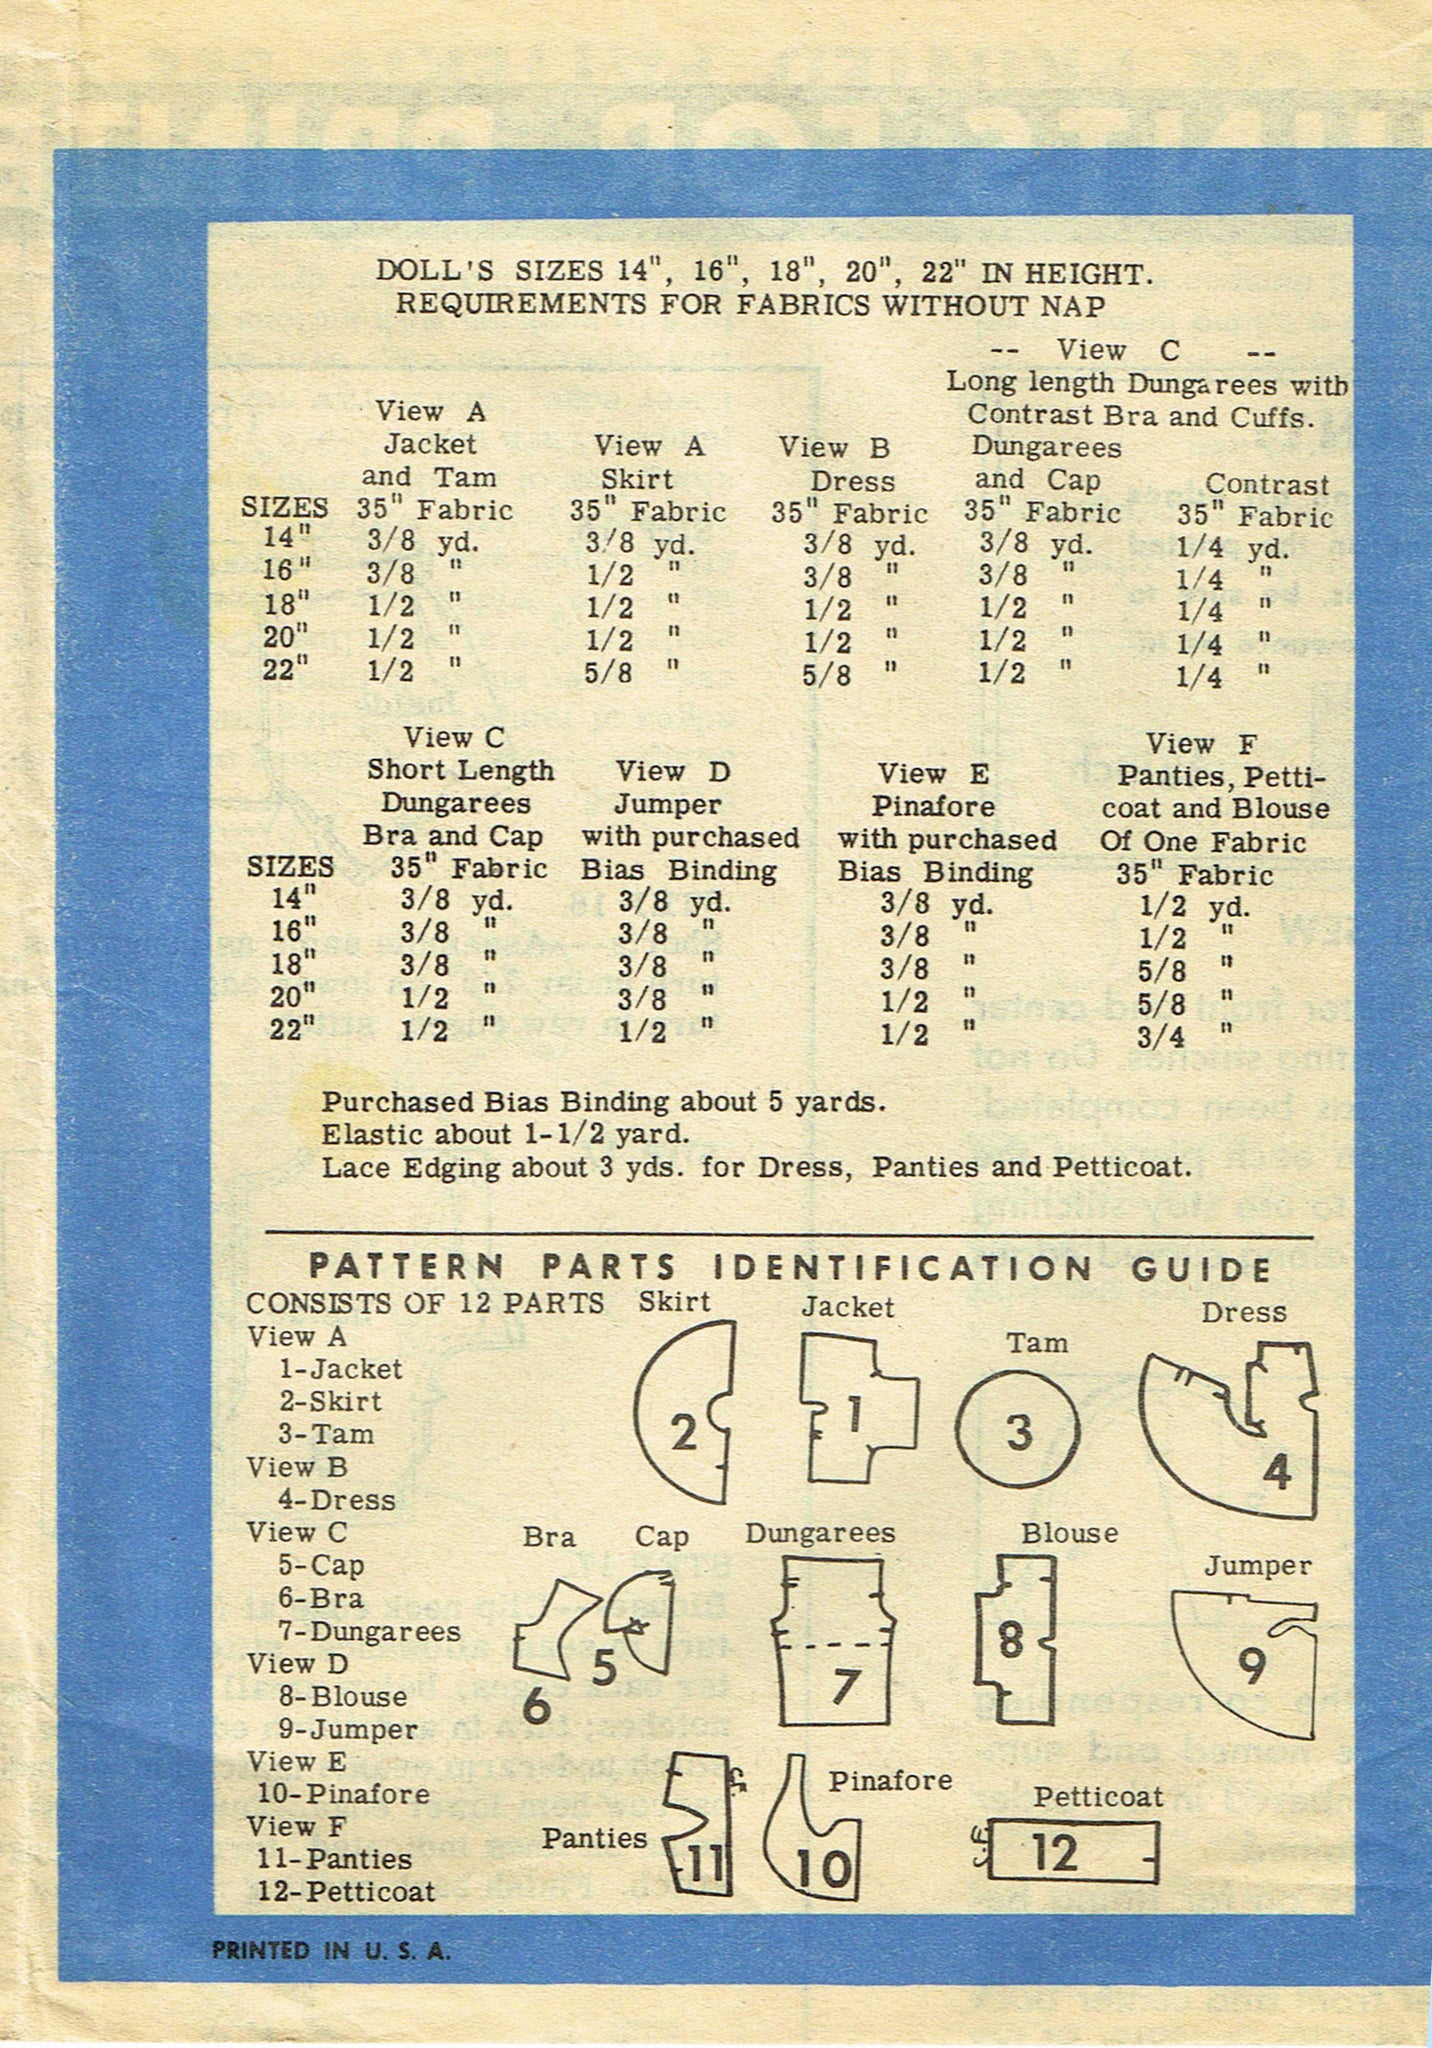 DOLL'S SIZES 14", 16", 18", 20", 22" IN HEIGHT.
REQUIREMENTS FOR FABRICS WITHOUT NAP
-- View C --
Long length Dungarees with
Contrast Bra and Cuffs.
View A
Jacket View A View B Dungarees
and Tam Skirt Dress and Cap Contrast
SIZES 35" Fabric 35" Fabric 35" Fabric 35" Fabric 35" Fabric
14" 3/8 yd. 3/8 yd. 3/8 yd. 3/8 yd. 1/4 yd.
16" 3/8 " 1/2 " 3/8 " 3/8 " 1/4 "
18" 1/2 " 1/2 " 1/2 " 1/2 " 1/4 "
20" 1/2 " 1/2 " 1/2 " 1/2 " 1/4 "
22" 1/2 " 5/8 " 5/8 " 1/2 " 1/4 "
View C View F
Short Length View D View E Panties, Petti-
Dungarees Jumper Pinafore coat and Blouse
Bra and Cap with purchased with purchased Of One Fabric
SIZES 35" Fabric Bias Binding Bias Binding 35" Fabric
14" 3/8 yd. 3/8 yd. 3/8 yd. 1/2 yd.
16" 3/8 " 3/8 " 3/8 " 1/2 "
18" 3/8 " 3/8 " 3/8 " 5/8 "
20" 1/2 " 3/8 " 1/2 " 5/8 "
22" 1/2 " 1/2 " 1/2 " 3/4 "
Purchased Bias Binding about 5 yards.
Elastic about 1-1/2 yard.
Lace Edging about 3 yds. for Dress, Panties and Petticoat.
PATTERN PARTS IDENTIFICATION GUIDE
CONSISTS OF 12 PARTS
View A
1-Jacket
2-Skirt
3-Tam
View B
4-Dress
View C
5-Cap
6-Bra
7-Dungarees
View D
8-Blouse
9-Jumper
View E
10-Pinafore
View F
11-Panties
12-Petticoat
Skirt Jacket Tam Dress
2 1 3 4
Bra Cap Dungarees Blouse Jumper
6 5 7 8 9
Panties Pinafore Petticoat
11 10 12
PRINTED IN U. S. A.